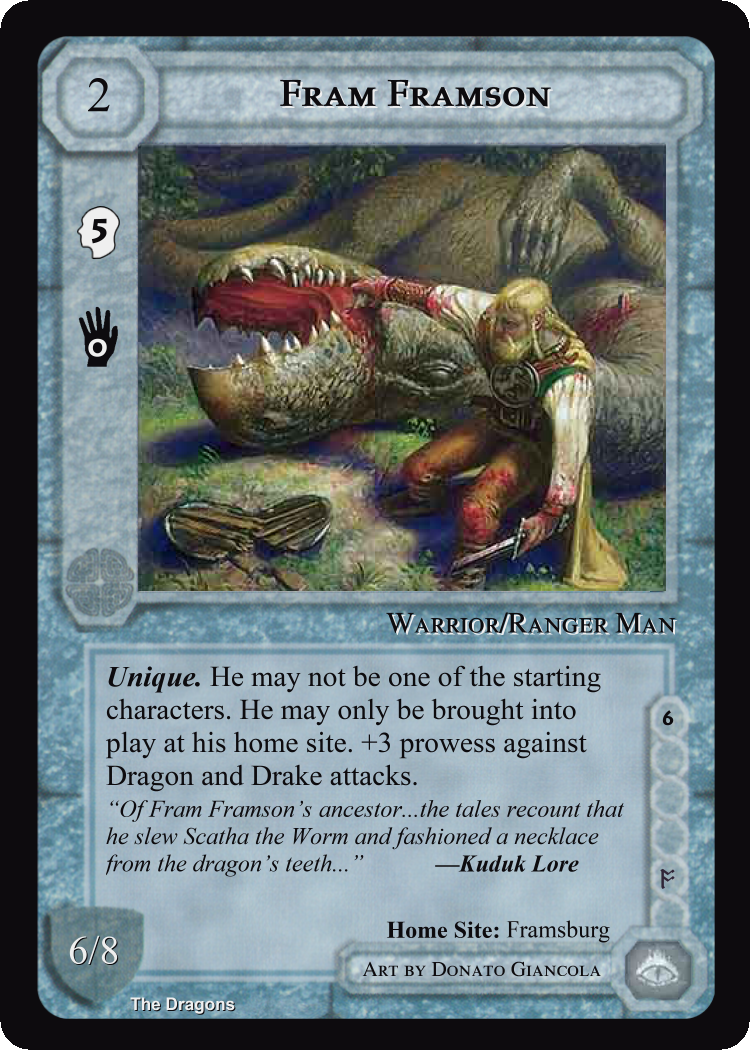 2
Fram Framson
5
Warrior/Ranger Man
Unique. He may not be one of the starting
characters. He may only be brought into
play at his home site. +3 prowess against
Dragon and Drake attacks.
“Of Fram Framson’s ancestor...the tales recount that
he slew Scatha the Worm and fashioned a necklace
from the dragon’s teeth...” —Kuduk Lore
6
ᚩ
Home Site: Framsburg
6/8
Art by Donato Giancola
The Dragons